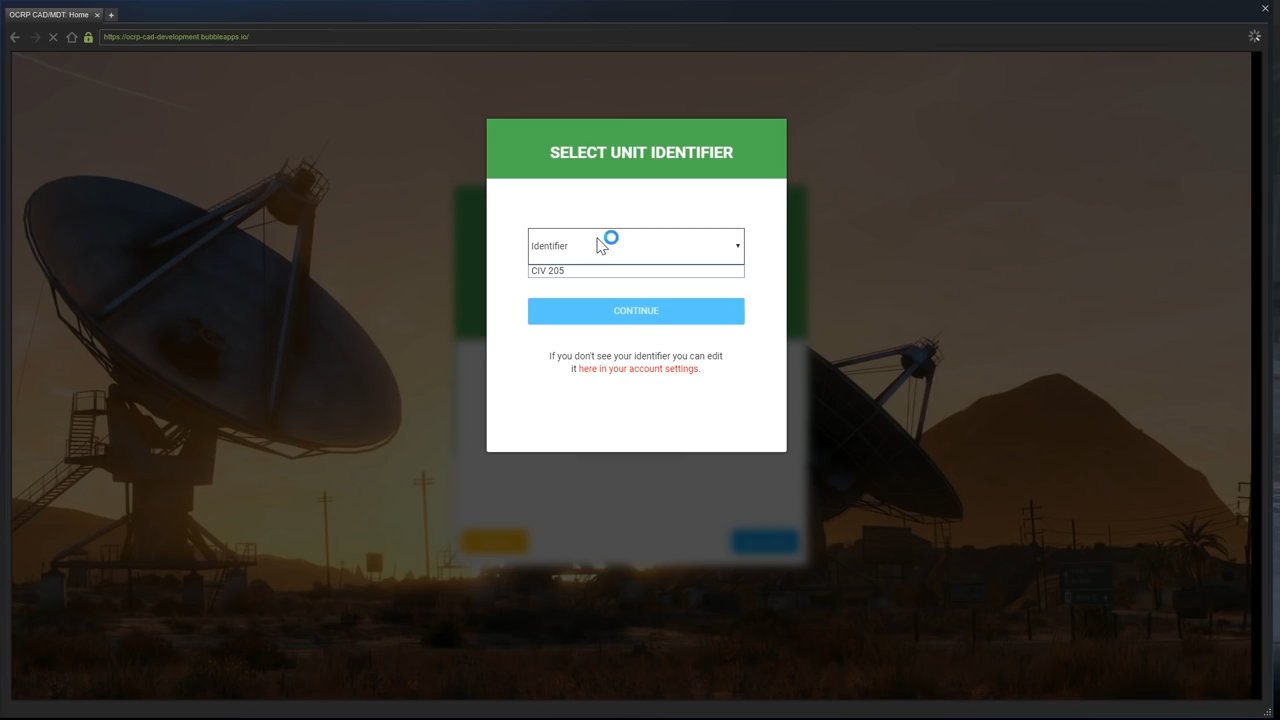 OCRP CAD/MDT: Home
https://ocrp-cad-development.bubbleapps.io/
SELECT UNIT IDENTIFIER
Identifier
CIV 205
CONTINUE
If you don't see your identifier you can edit
it here in your account settings.